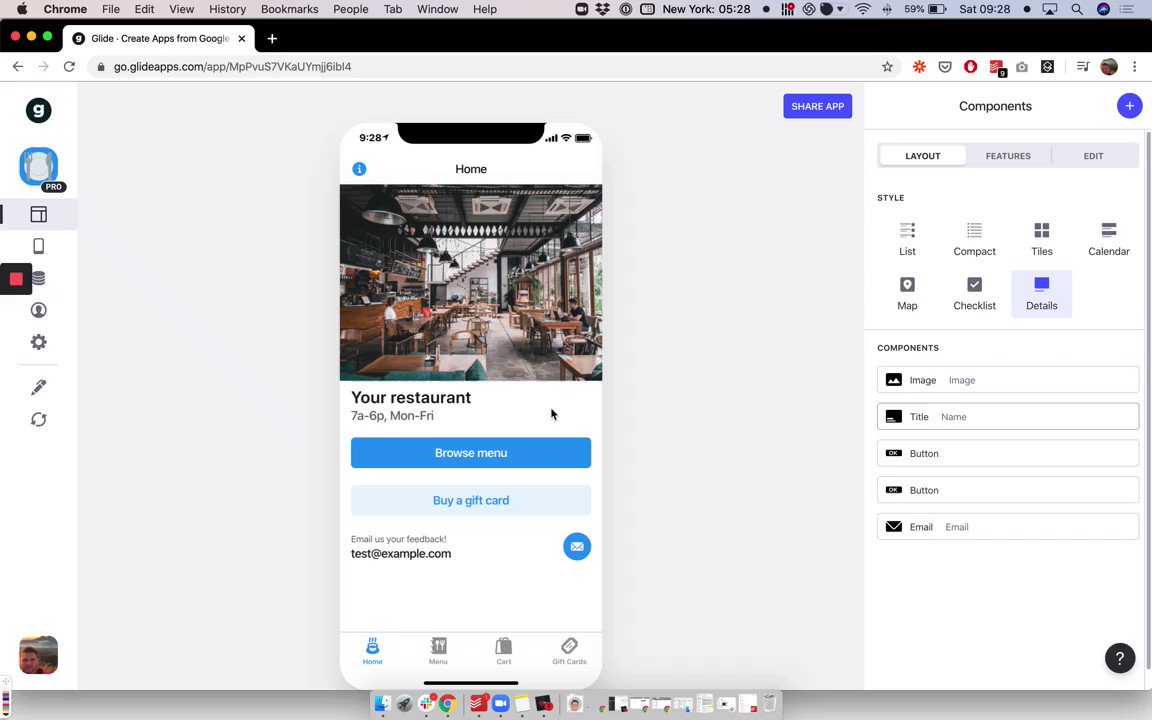 Chrome File Edit View History Bookmarks People Tab Window Help New York: 05:28 59% Sat 09:28
Glide · Create Apps from Google
go.glideapps.com/app/MpPvuS7VKaUYmjj6ibI4
9
g
PRO
SHARE APP
9:28
Home
Your restaurant
7a-6p, Mon-Fri
Browse menu
Buy a gift card
Email us your feedback!
test@example.com
Home Menu Cart Gift Cards
Components
+
LAYOUT FEATURES EDIT
STYLE
List Compact Tiles Calendar
Map Checklist Details
COMPONENTS
Image Image
Title Name
OK Button
OK Button
Email Email
?